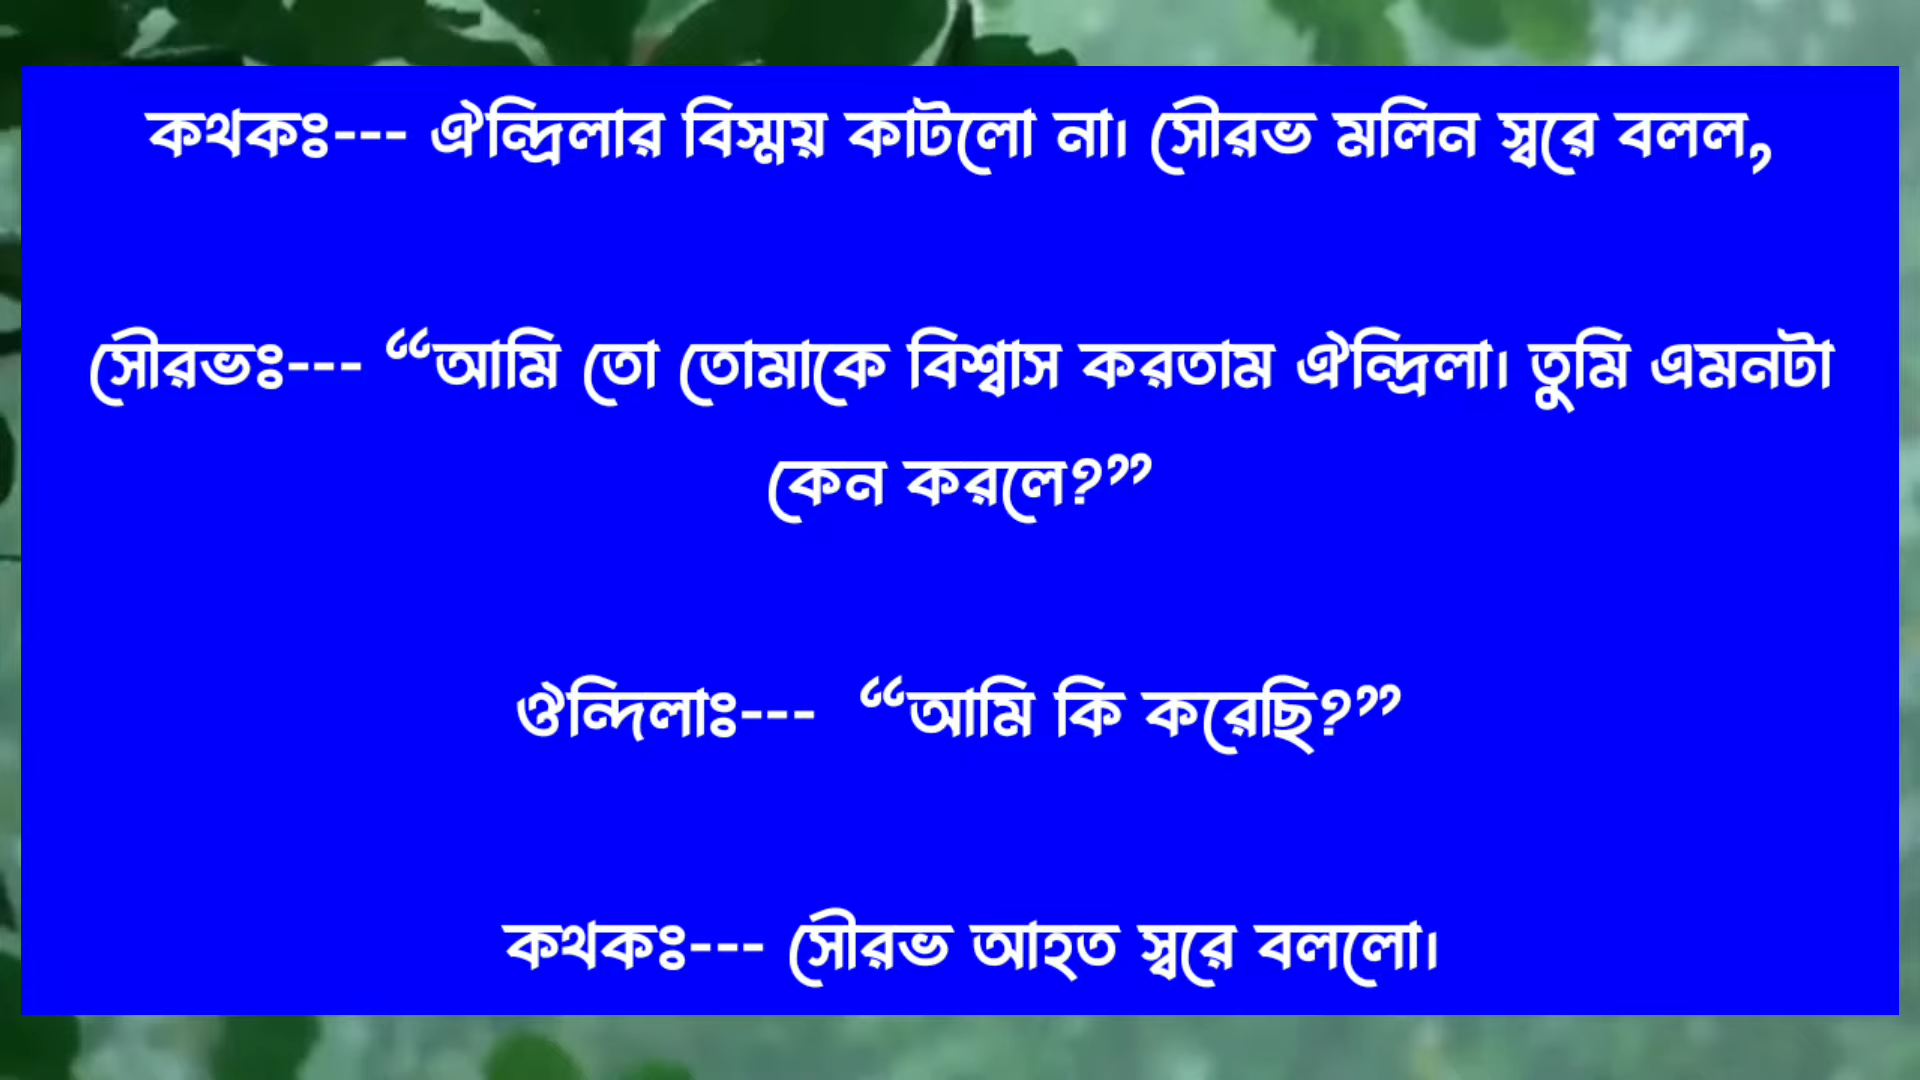 কথকঃ--- ঐন্দ্রিলার বিস্ময় কাটলো না। সৌরভ মলিন স্বরে বলল,
সৌরভঃ--- “আমি তো তোমাকে বিশ্বাস করতাম ঐন্দ্রিলা। তুমি এমনটা
কেন করলে?”
ঔন্দিলাঃ--- “আমি কি করেছি?”
কথকঃ--- সৌরভ আহত স্বরে বললো।